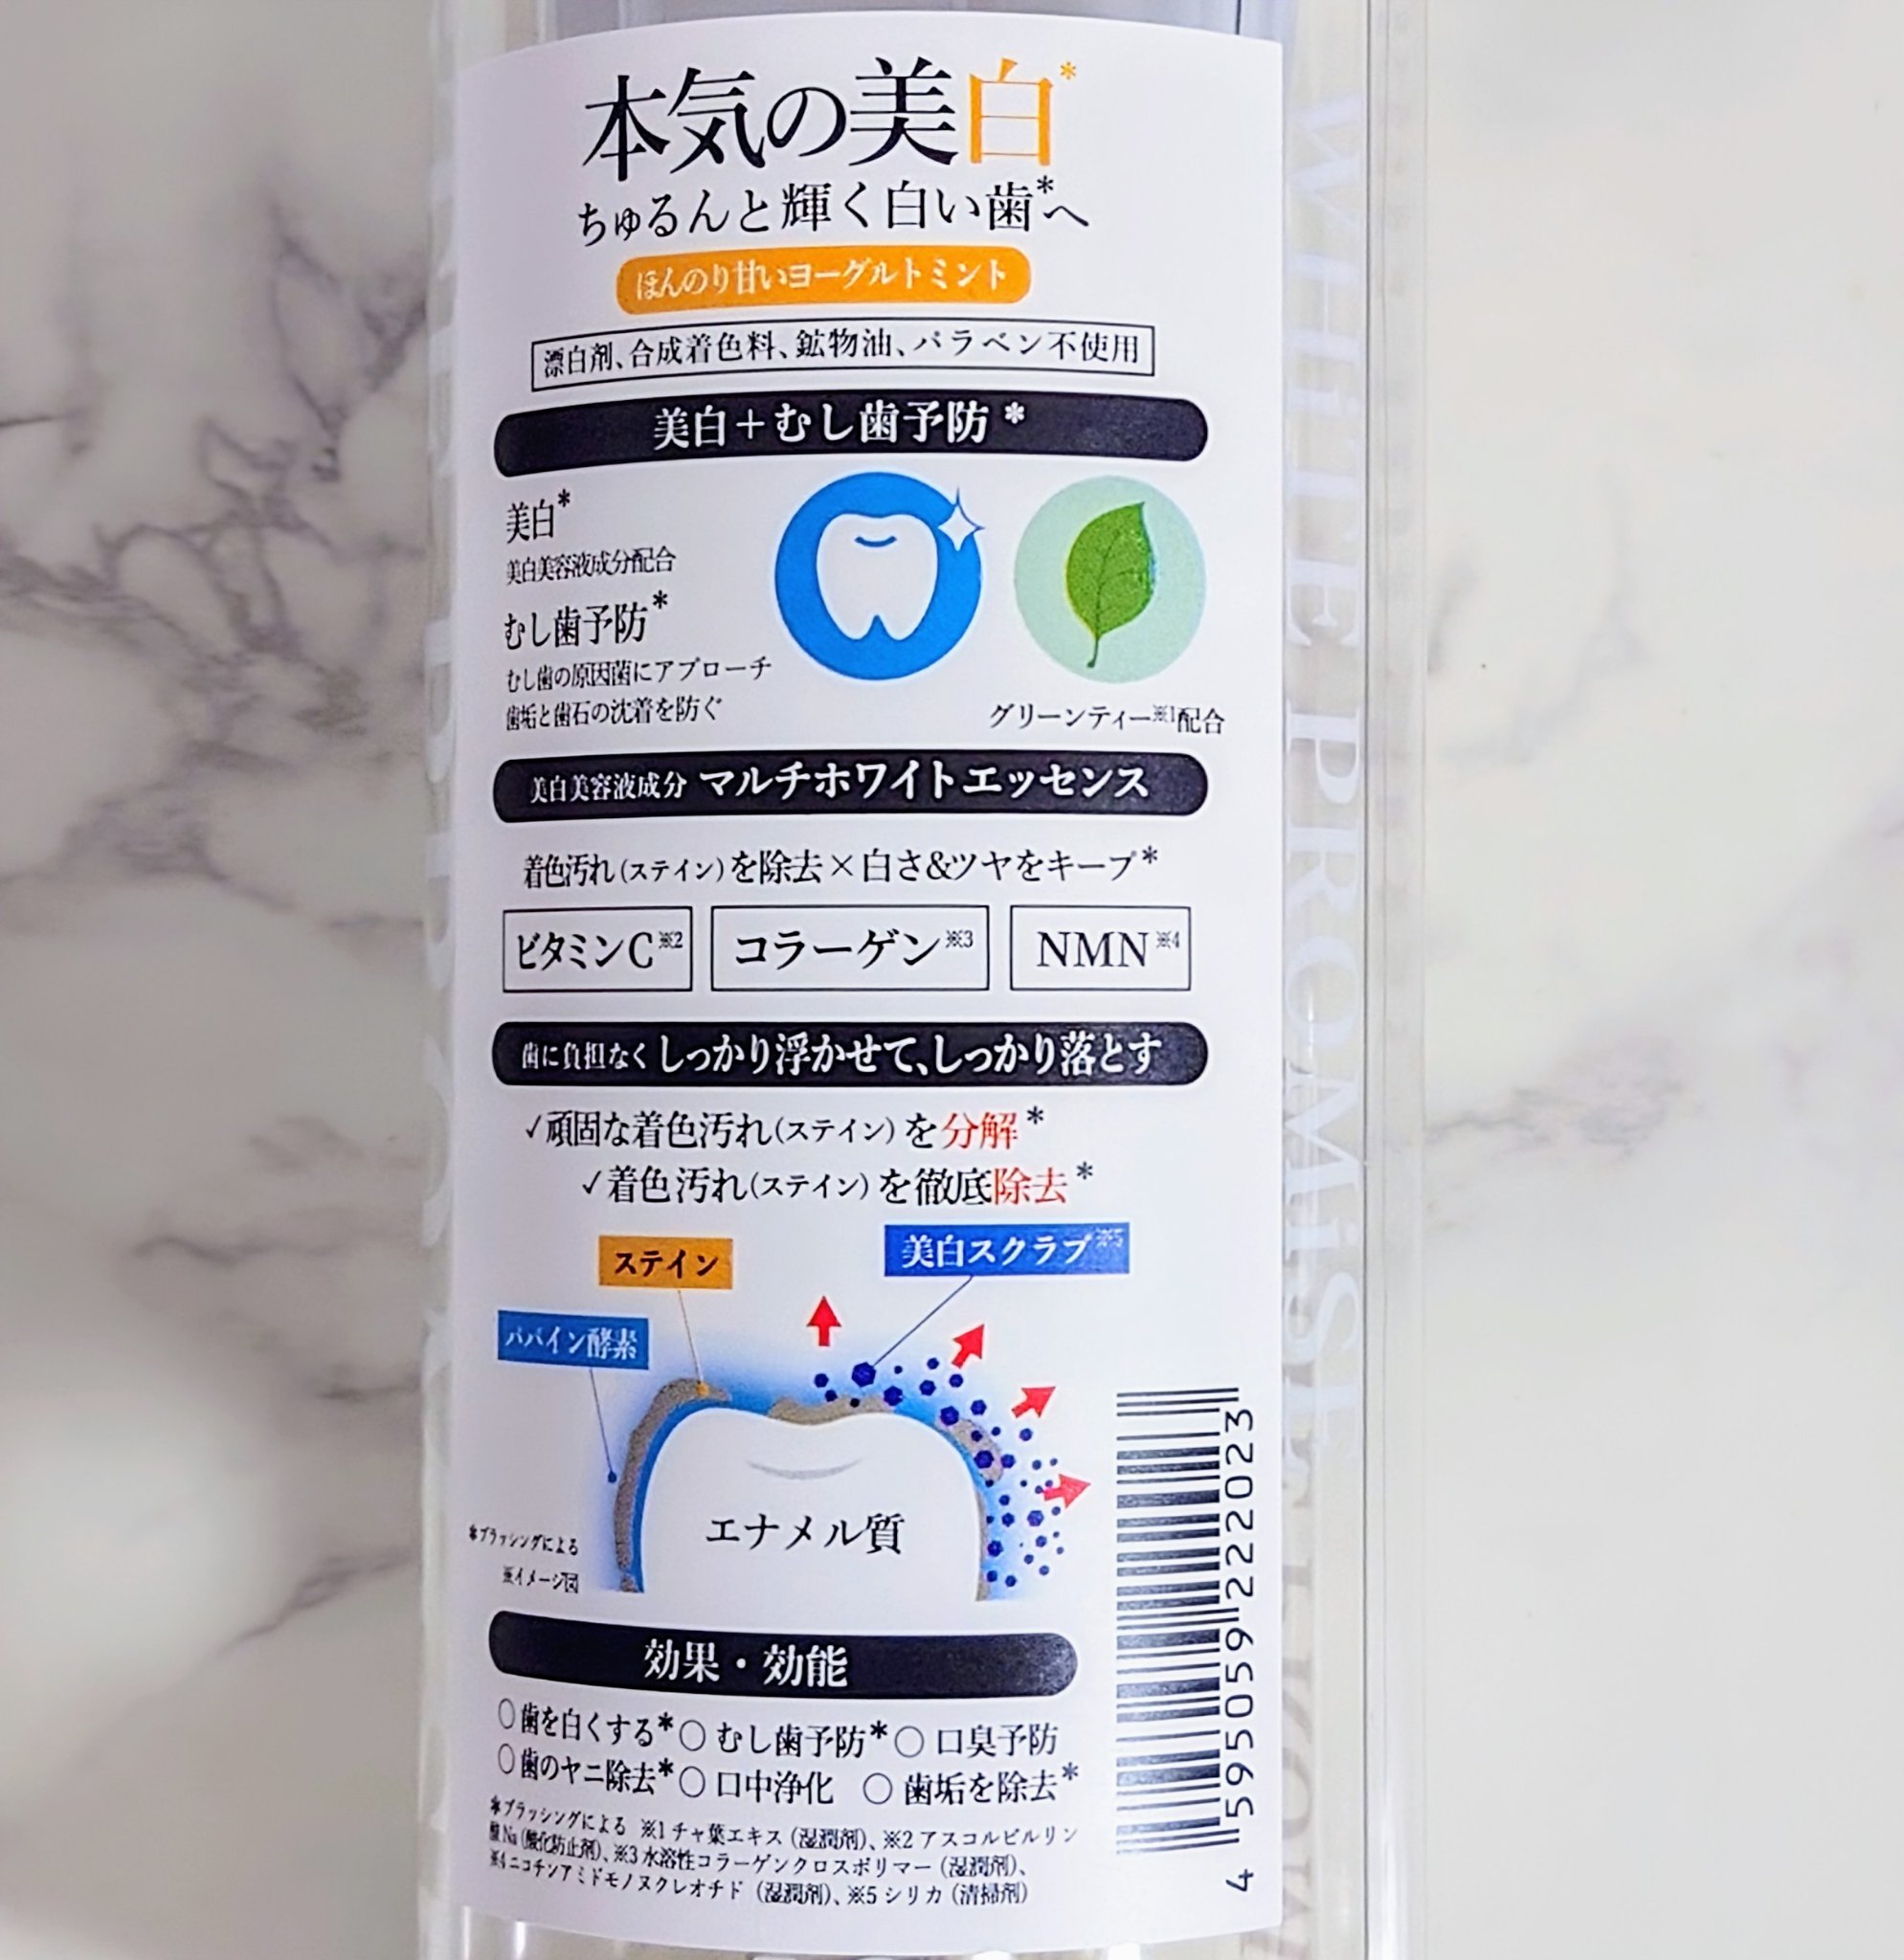 本気の美白*
ちゅるんと輝く白い歯*へ
ほんのり甘いヨーグルトミント
漂白剤、合成着色料、鉱物油、パラベン不使用
美白+むし歯予防*
美白*
美白美容液成分配合
むし歯予防*
むし歯の原因菌にアプローチ
歯垢と歯石の沈着を防ぐ
グリーンティー※1配合
美白美容液成分 マルチホワイトエッセンス
着色汚れ(ステイン)を除去×白さ&ツヤをキープ*
ビタミンC※2 コラーゲン※3 NMN※4
歯に負担なく しっかり浮かせて、しっかり落とす
✓頑固な着色汚れ(ステイン)を分解*
✓着色汚れ(ステイン)を徹底除去*
ステイン
美白スクラブ※5
パパイン酵素
エナメル質
*ブラッシングによる
※イメージ図
効果・効能
○歯を白くする*○むし歯予防*○口臭予防
○歯のヤニ除去*○口中浄化 ○歯垢を除去*
*ブラッシングによる ※1チャ葉エキス(湿潤剤)、※2アスコルビルリン
酸Na(酸化防止剤)、※3水溶性コラーゲンクロスポリマー(湿潤剤)、
※4ニコチンアミドモノヌクレオチド(湿潤剤)、※5シリカ(清掃剤)
4 595059 222023
WHiTE PROMiSE